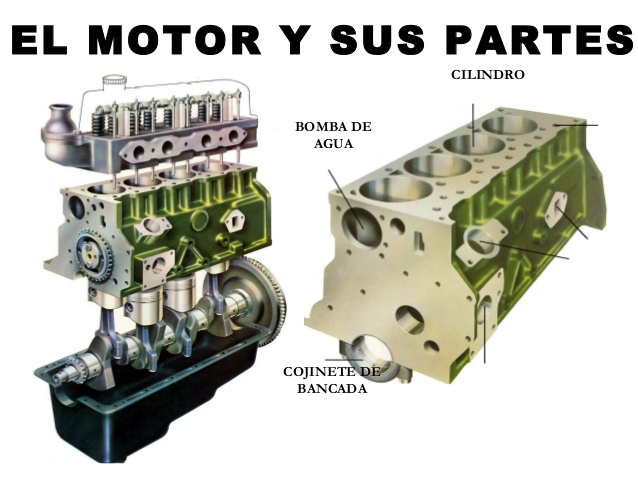 EL MOTOR Y SUS PARTES
CILINDRO
BOMBA DE
AGUA
COJINETE DE
BANCADA